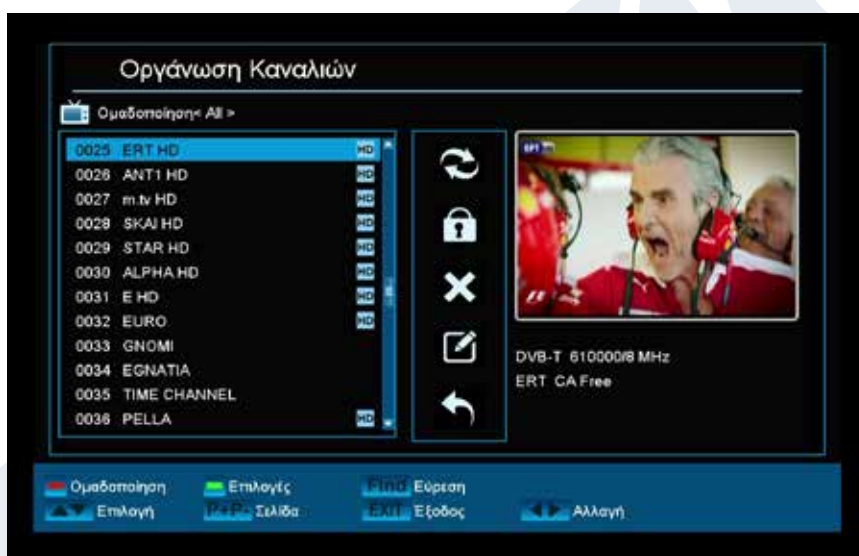 Οργάνωση Καναλιών
Ομαδοποίηση< All >
0025 ERT HD HD
0026 ANT1 HD HD
0027 m.tv HD HD
0028 SKAI HD HD
0029 STAR HD HD
0030 ALPHA HD HD
0031 E HD HD
0032 EURO HD
0033 GNOMI
0034 EGNATIA
0035 TIME CHANNEL
0036 PELLA HD
ΕΡΤ HD
DVB-T 610000/8 MHz
ERT CA Free
Ομαδοποίηση Επιλογές Find Εύρεση
Επιλογή P+P- Σελίδα EXIT Έξοδος Αλλαγή